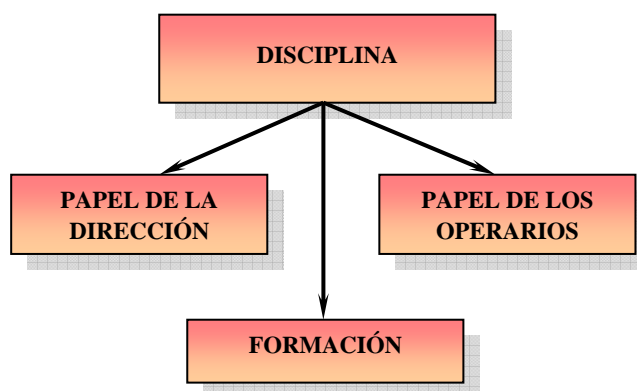 DISCIPLINA
PAPEL DE LA
DIRECCIÓN
PAPEL DE LOS
OPERARIOS
FORMACIÓN